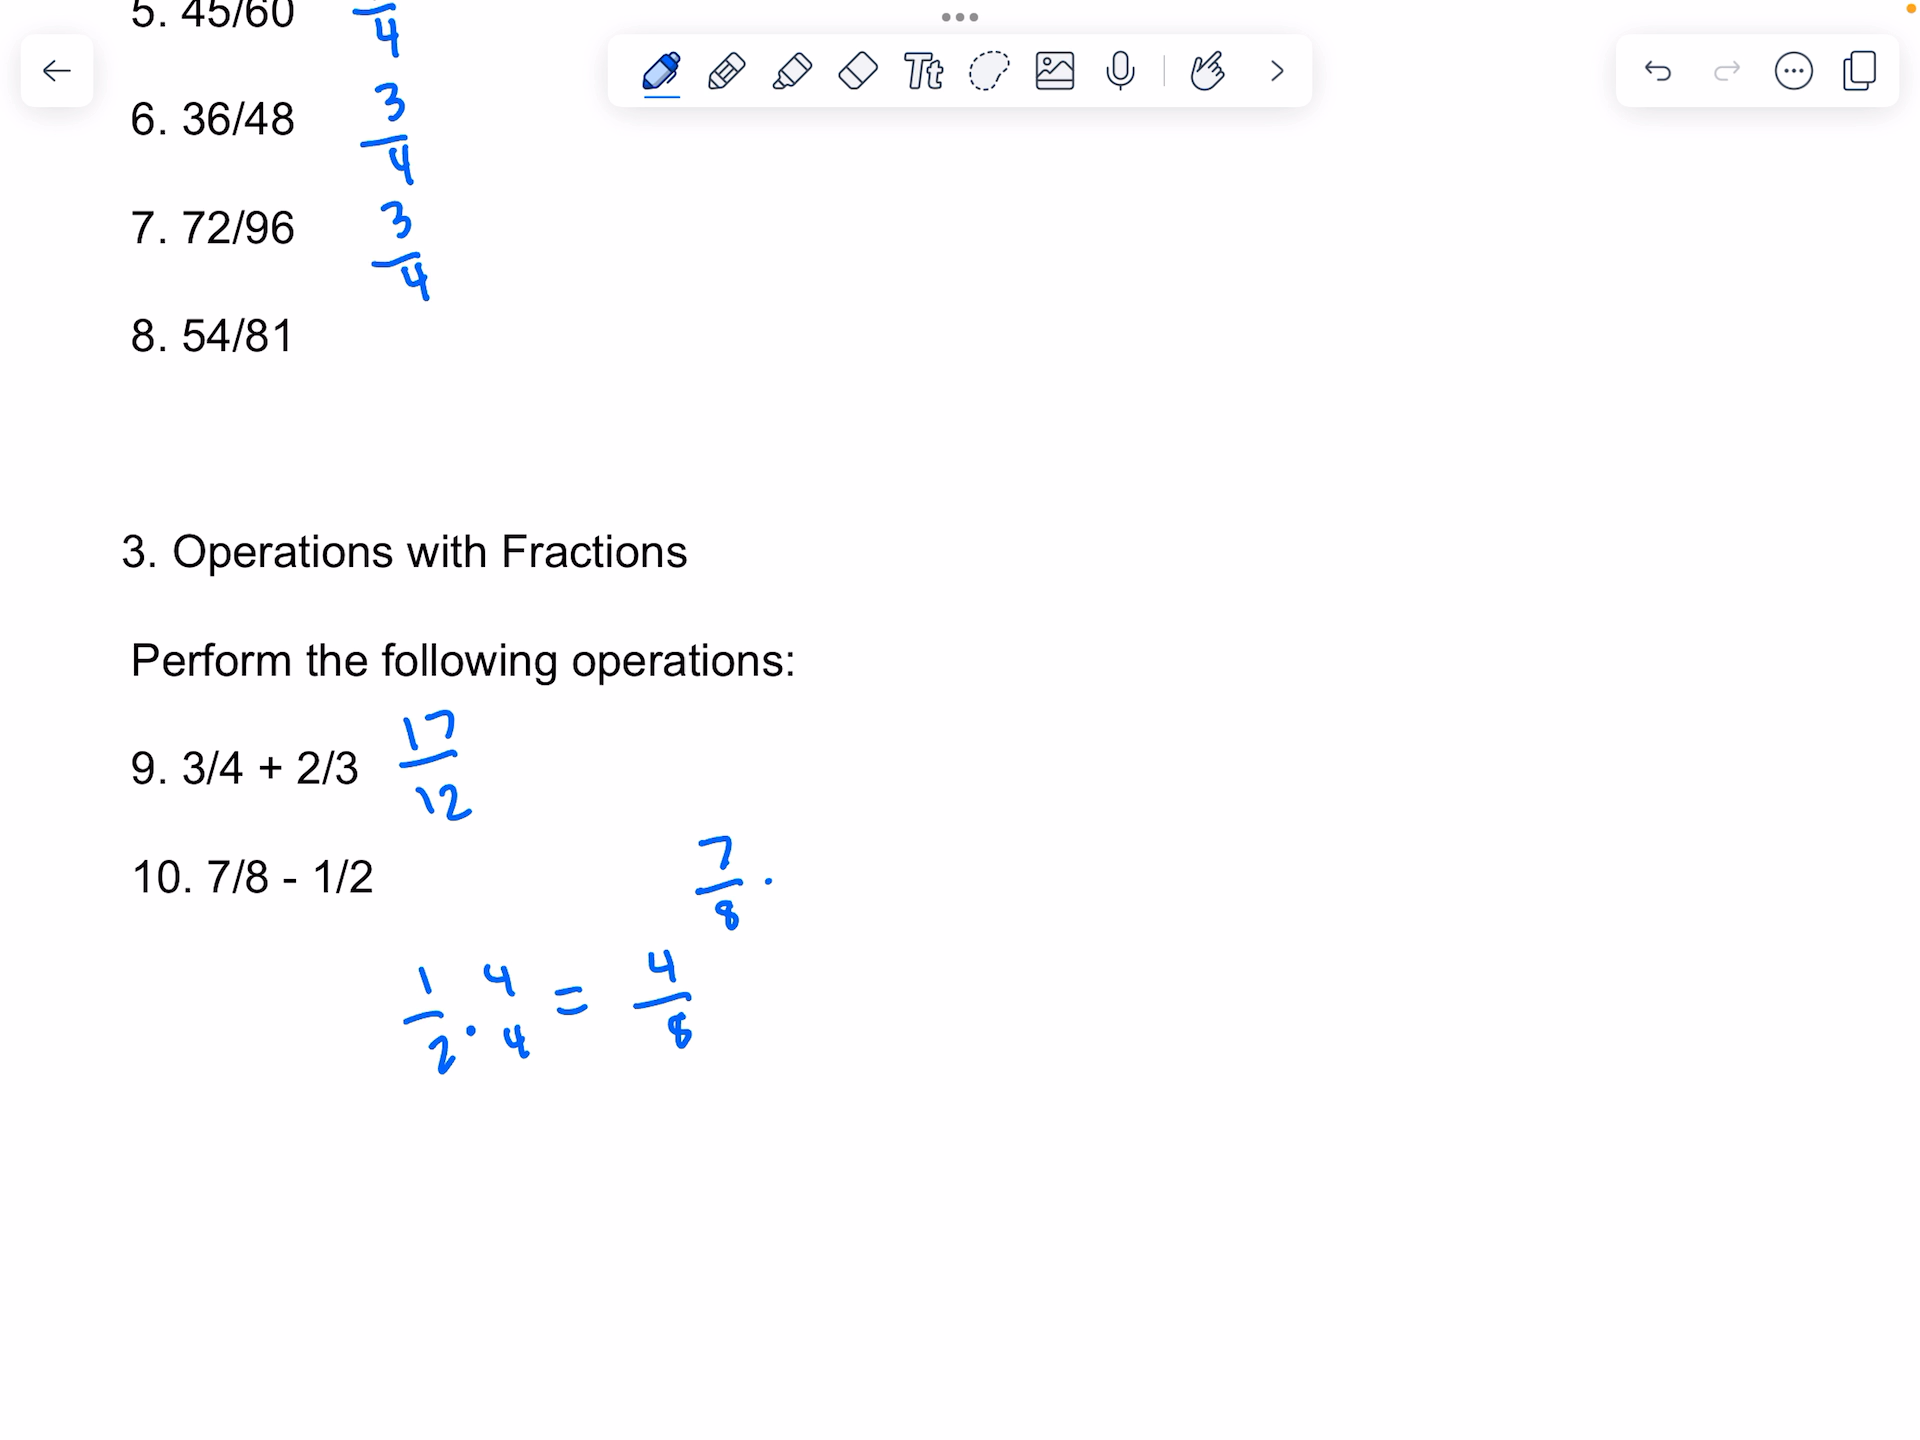 5. 45/60 /4
6. 36/48 3/4
7. 72/96 3/4
8. 54/81
Tt
3. Operations with Fractions
Perform the following operations:
9. 3/4 + 2/3 17/12
10. 7/8 - 1/2 7/8 ·
1/2 · 4/4 = 4/8